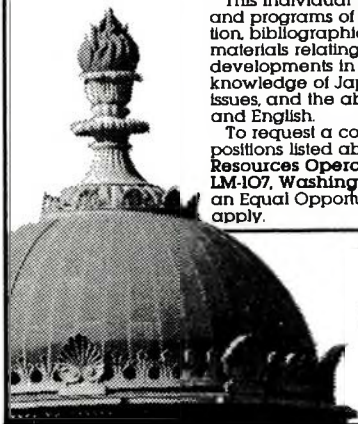 This individual
and programs of
tion, bibliographic
materials relating
developments in
knowledge of Jap
issues, and the ab
and English.
To request a co
positions listed ab
Resources Opera
LM-107, Washing
an Equal Opportu
apply.